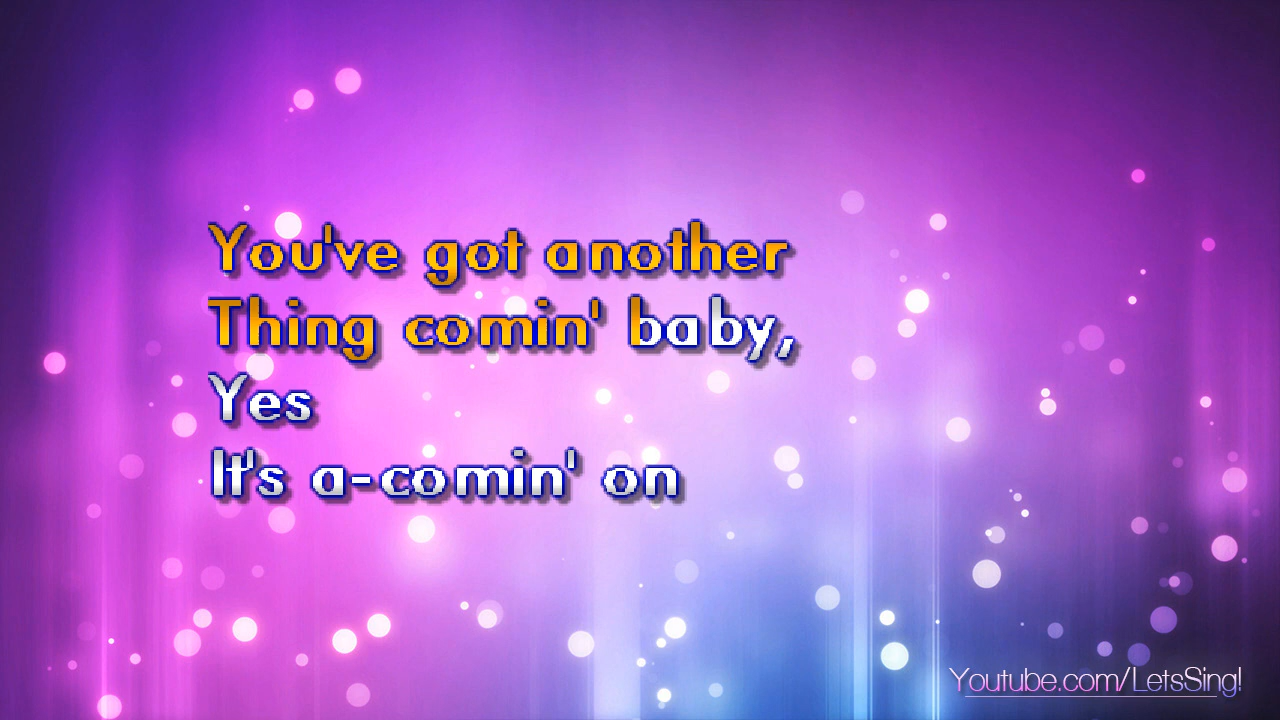 You've got another
Thing comin' baby,
Yes
It's a-comin' on
Youtube.com/LetsSing!